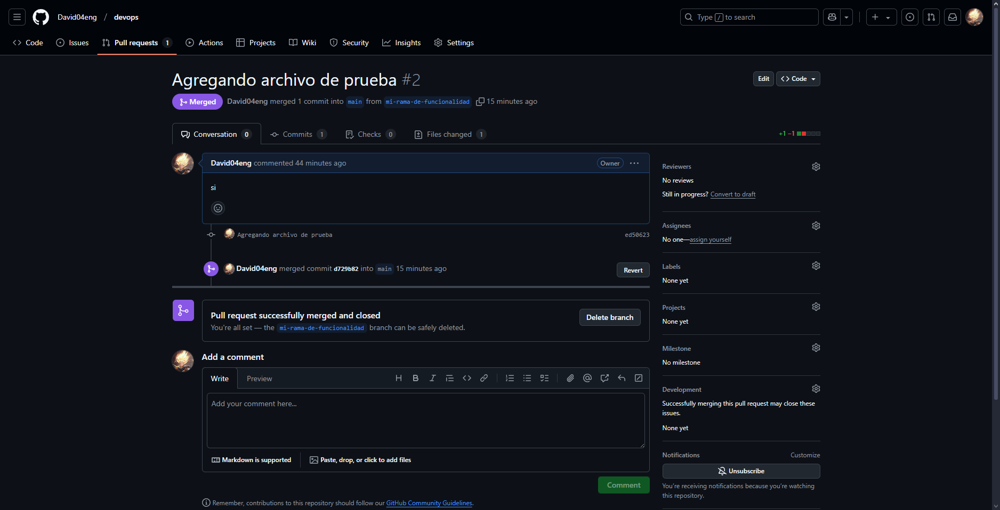 David04eng / devops
Type / to search
Code
Issues
Pull requests 1
Actions
Projects
Wiki
Security
Insights
Settings
Agregando archivo de prueba #2
Edit
Code
Merged
David04eng merged 1 commit into main from mi-rama-de-funcionalidad 15 minutes ago
Conversation 0
Commits 1
Checks 0
Files changed 1
+1 −1
David04eng commented 44 minutes ago
Owner
si
Agregando archivo de prueba
ed50623
David04eng merged commit d729b82 into main 15 minutes ago
Revert
Pull request successfully merged and closed
You're all set — the mi-rama-de-funcionalidad branch can be safely deleted.
Delete branch
Add a comment
Write
Preview
Add your comment here...
Markdown is supported
Paste, drop, or click to add files
Comment
Remember, contributions to this repository should follow our GitHub Community Guidelines.
Reviewers
No reviews
Still in progress? Convert to draft
Assignees
No one—assign yourself
Labels
None yet
Projects
None yet
Milestone
No milestone
Development
Successfully merging this pull request may close these
issues.
None yet
Notifications
Customize
Unsubscribe
You're receiving notifications because you're watching
this repository.